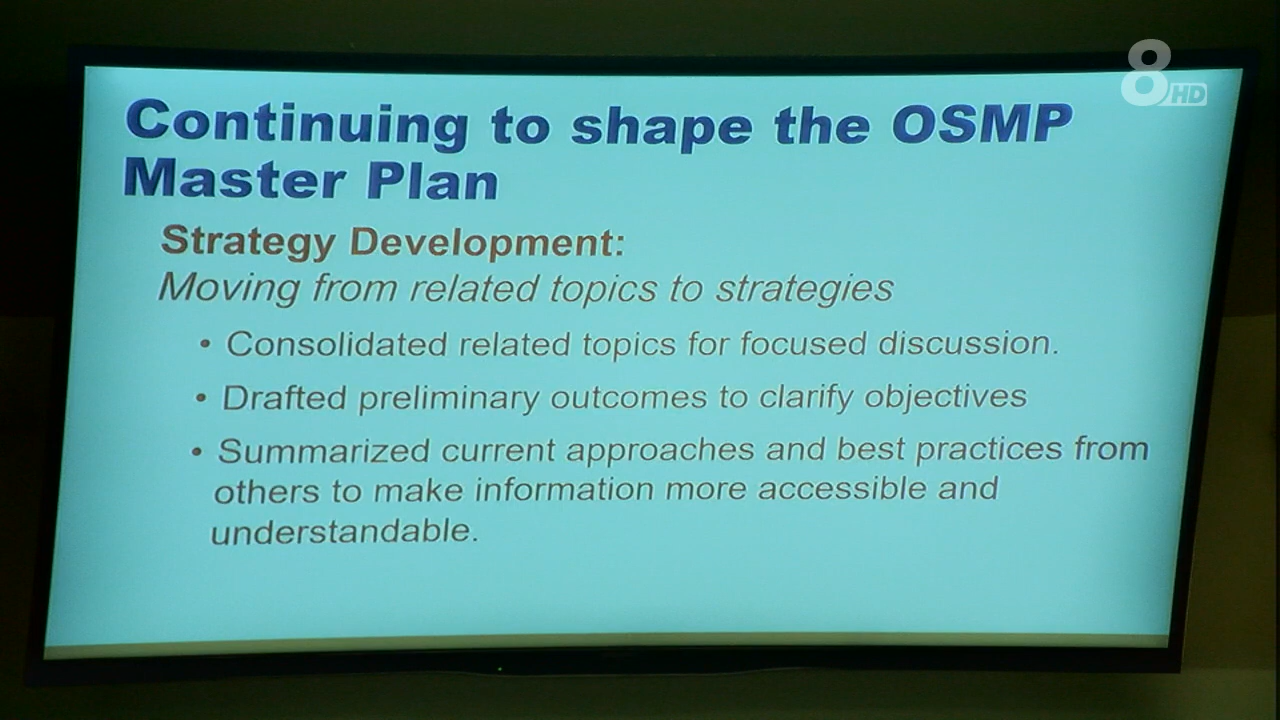 8HD
Continuing to shape the OSMP
Master Plan
Strategy Development:
Moving from related topics to strategies
• Consolidated related topics for focused discussion.
• Drafted preliminary outcomes to clarify objectives
• Summarized current approaches and best practices from
others to make information more accessible and
understandable.